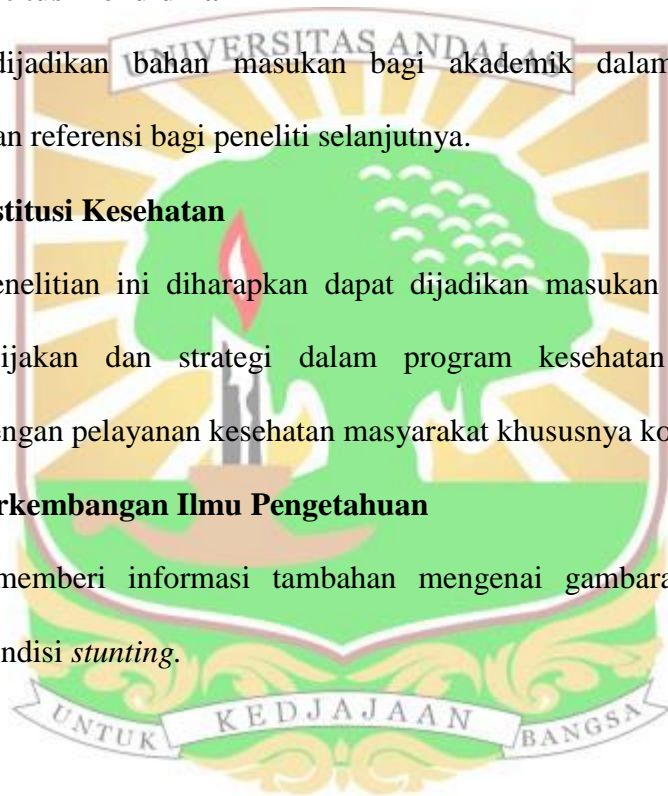 UNIVERSITAS ANDALAS
dijadikan bahan masukan bagi akademik dalam
an referensi bagi peneliti selanjutnya.
stitusi Kesehatan
enelitian ini diharapkan dapat dijadikan masukan
ijakan dan strategi dalam program kesehatan
engan pelayanan kesehatan masyarakat khususnya ko
rkembangan Ilmu Pengetahuan
memberi informasi tambahan mengenai gambara
ndisi stunting.
UNTUK KEDJAJAAN BANGSA